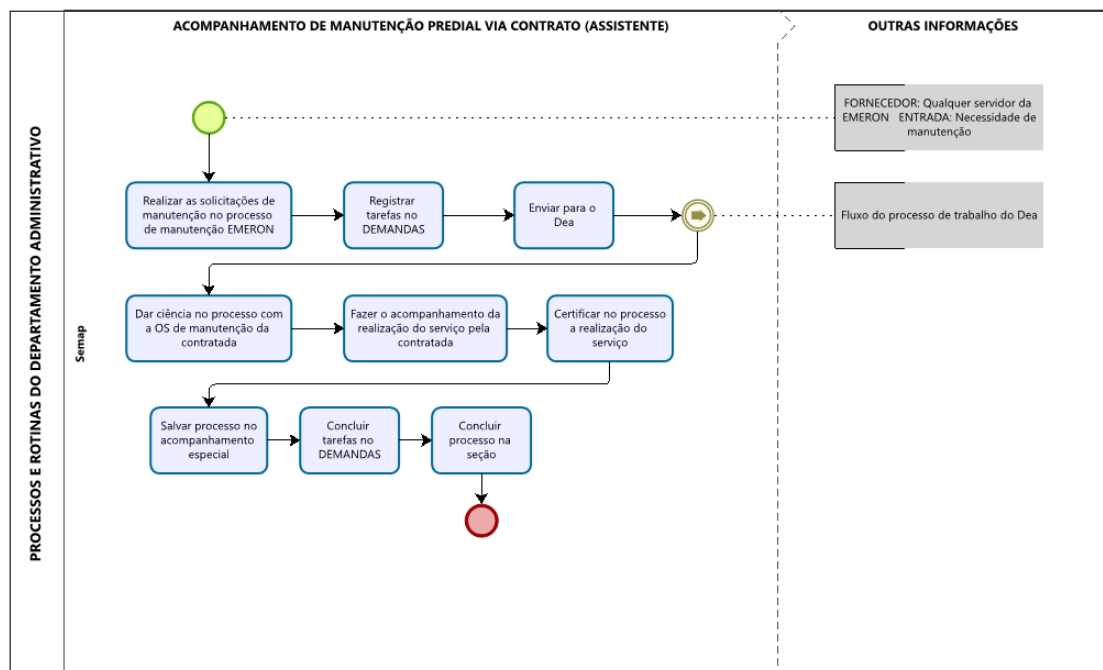 ACOMPANHAMENTO DE MANUTENÇÃO PREDIAL VIA CONTRATO (ASSISTENTE)
OUTRAS INFORMAÇÕES
PROCESSOS E ROTINAS DO DEPARTAMENTO ADMINISTRATIVO
Semap
FORNECEDOR: Qualquer servidor da
EMERON ENTRADA: Necessidade de
manutenção
Realizar as solicitações de
manutenção no processo
de manutenção EMERON
Registrar
tarefas no
DEMANDAS
Enviar para o
Dea
Fluxo do processo de trabalho do Dea
Dar ciência no processo com
a OS de manutenção da
contratada
Fazer o acompanhamento da
realização do serviço pela
contratada
Certificar no processo
a realização do
serviço
Salvar processo no
acompanhamento
especial
Concluir
tarefas no
DEMANDAS
Concluir
processo na
seção